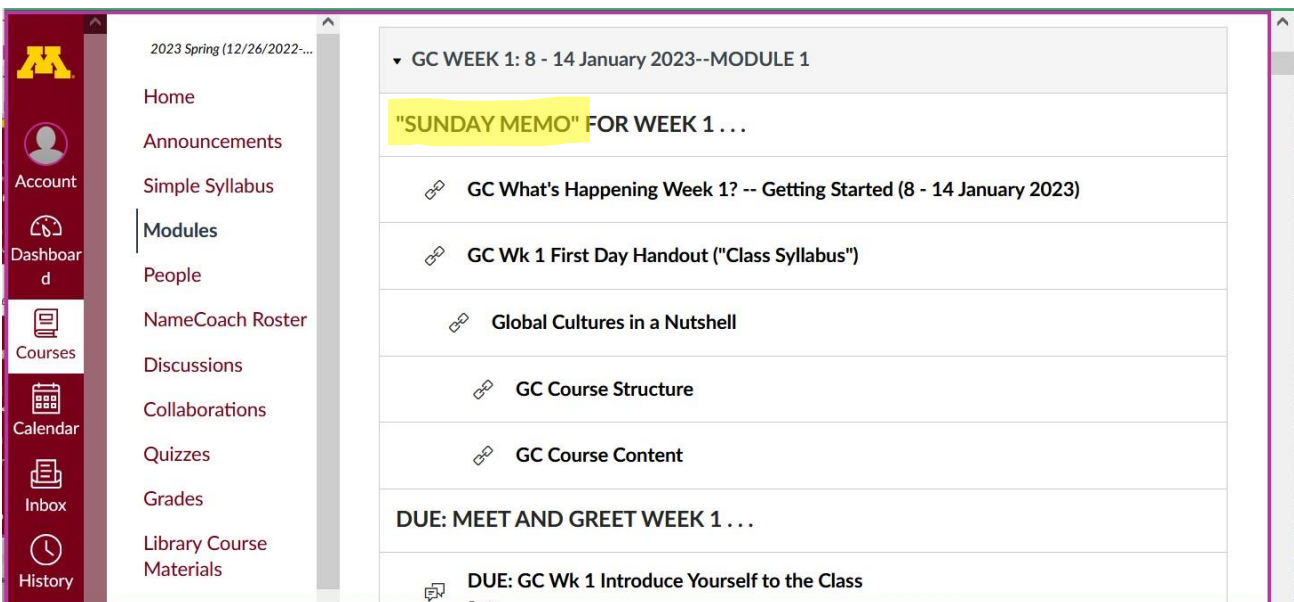 M
Account
Dashboar
d
Courses
Calendar
Inbox
History
2023 Spring (12/26/2022-...
Home
Announcements
Simple Syllabus
Modules
People
NameCoach Roster
Discussions
Collaborations
Quizzes
Grades
Library Course
Materials
GC WEEK 1: 8 - 14 January 2023--MODULE 1
"SUNDAY MEMO" FOR WEEK 1 . . .
GC What's Happening Week 1? -- Getting Started (8 - 14 January 2023)
GC Wk 1 First Day Handout ("Class Syllabus")
Global Cultures in a Nutshell
GC Course Structure
GC Course Content
DUE: MEET AND GREET WEEK 1 . . .
DUE: GC Wk 1 Introduce Yourself to the Class